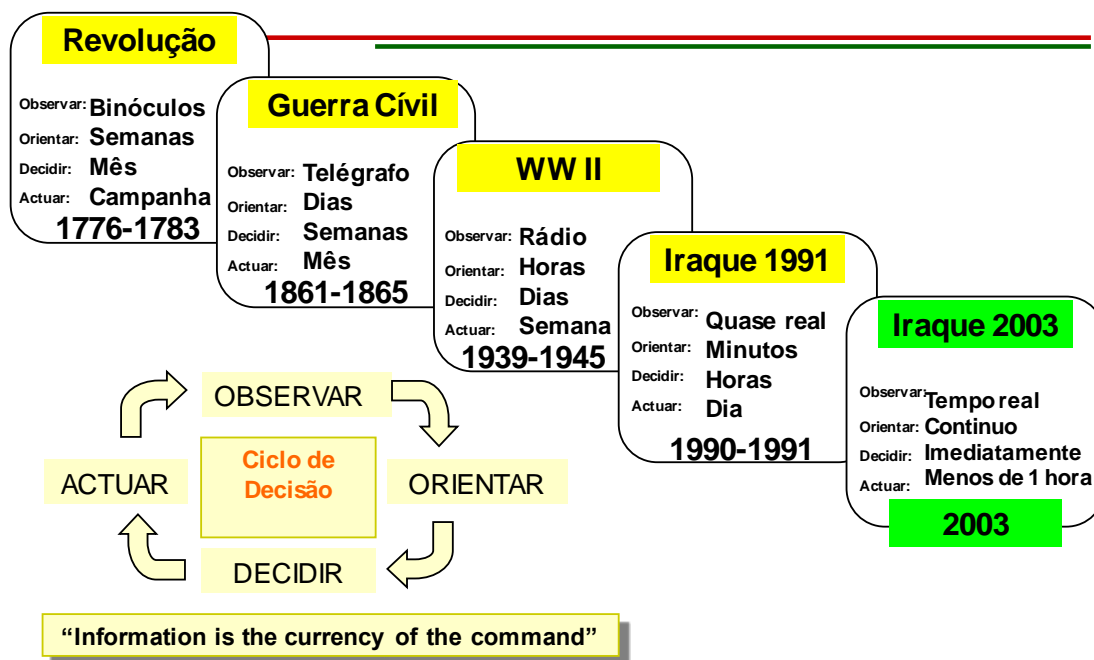 Revolução
Observar: Binóculos
Orientar: Semanas
Decidir: Mês
Actuar: Campanha
1776-1783
Guerra Cívil
Observar: Telégrafo
Orientar: Dias
Decidir: Semanas
Actuar: Mês
1861-1865
WW II
Observar: Rádio
Orientar: Horas
Decidir: Dias
Actuar: Semana
1939-1945
Iraque 1991
Observar: Quase real
Orientar: Minutos
Decidir: Horas
Actuar: Dia
1990-1991
Iraque 2003
Observar: Tempo real
Orientar: Continuo
Decidir: Imediatamente
Actuar: Menos de 1 hora
2003
OBSERVAR
ACTUAR
Ciclo de
Decisão
ORIENTAR
DECIDIR
“Information is the currency of the command”